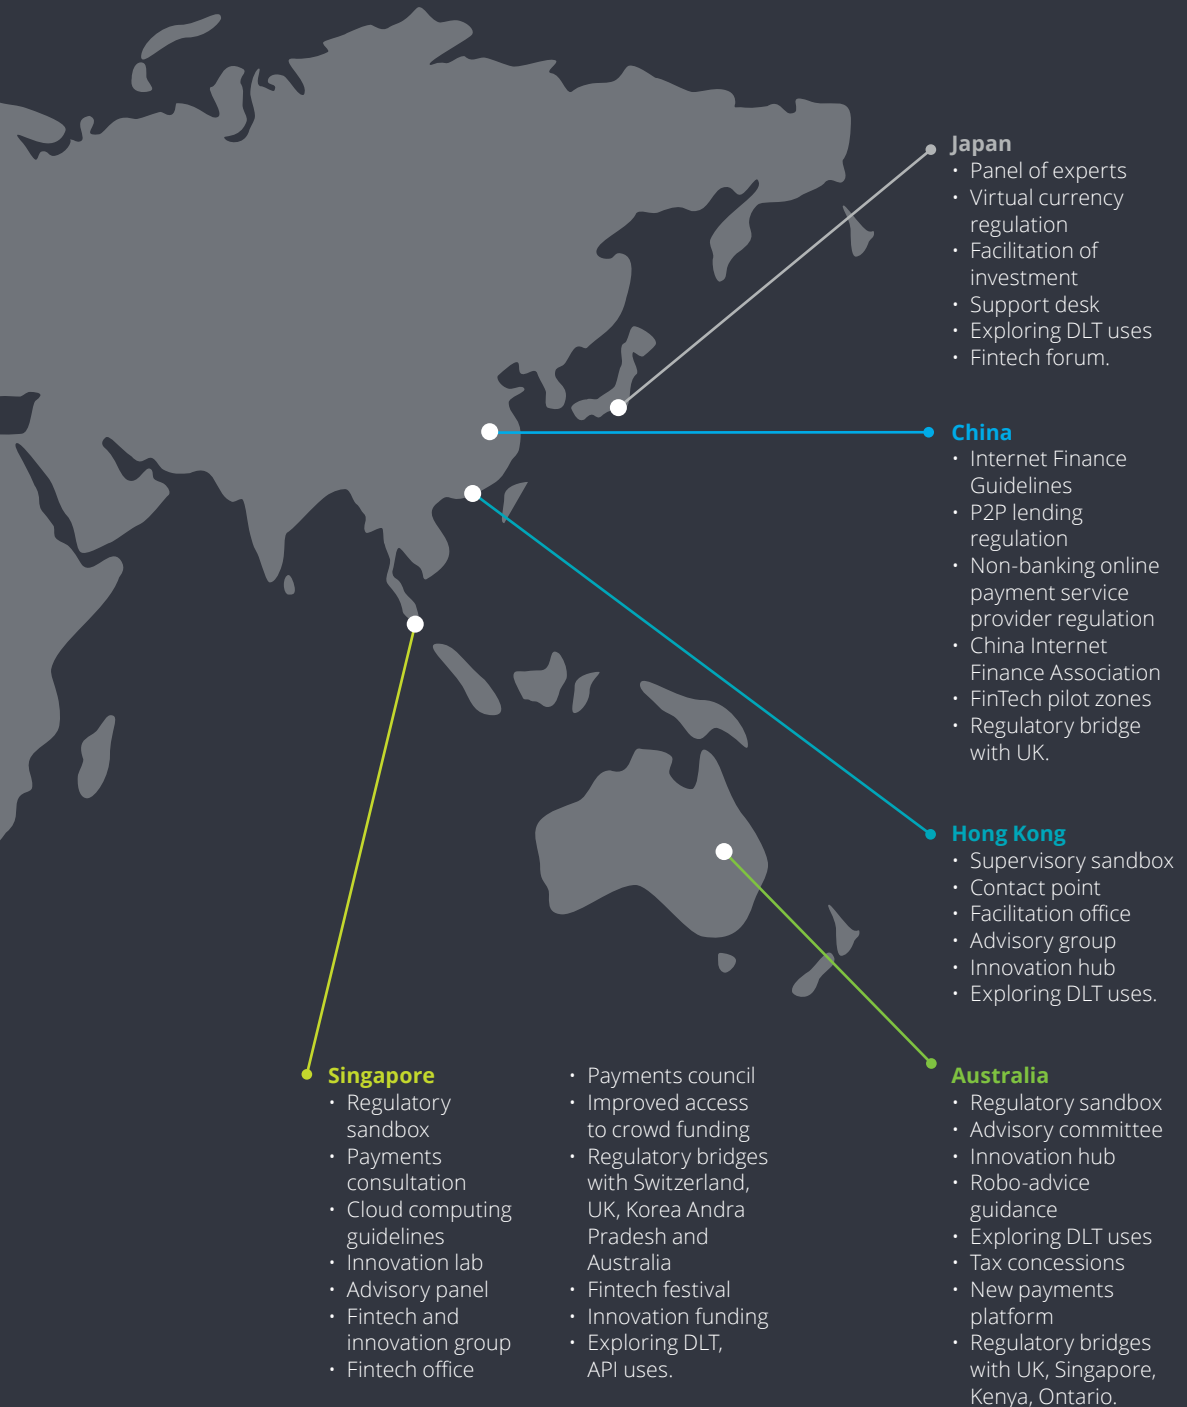 Japan
• Panel of experts
• Virtual currency
regulation
• Facilitation of
investment
• Support desk
• Exploring DLT uses
• Fintech forum.
China
• Internet Finance
Guidelines
• P2P lending
regulation
• Non-banking online
payment service
provider regulation
• China Internet
Finance Association
• FinTech pilot zones
• Regulatory bridge
with UK.
Hong Kong
• Supervisory sandbox
• Contact point
• Facilitation office
• Advisory group
• Innovation hub
• Exploring DLT uses.
Singapore
• Regulatory
sandbox
• Payments
consultation
• Cloud computing
guidelines
• Innovation lab
• Advisory panel
• Fintech and
innovation group
• Fintech office
• Payments council
• Improved access
to crowd funding
• Regulatory bridges
with Switzerland,
UK, Korea Andra
Pradesh and
Australia
• Fintech festival
• Innovation funding
• Exploring DLT,
API uses.
Australia
• Regulatory sandbox
• Advisory committee
• Innovation hub
• Robo-advice
guidance
• Exploring DLT uses
• Tax concessions
• New payments
platform
• Regulatory bridges
with UK, Singapore,
Kenya, Ontario.